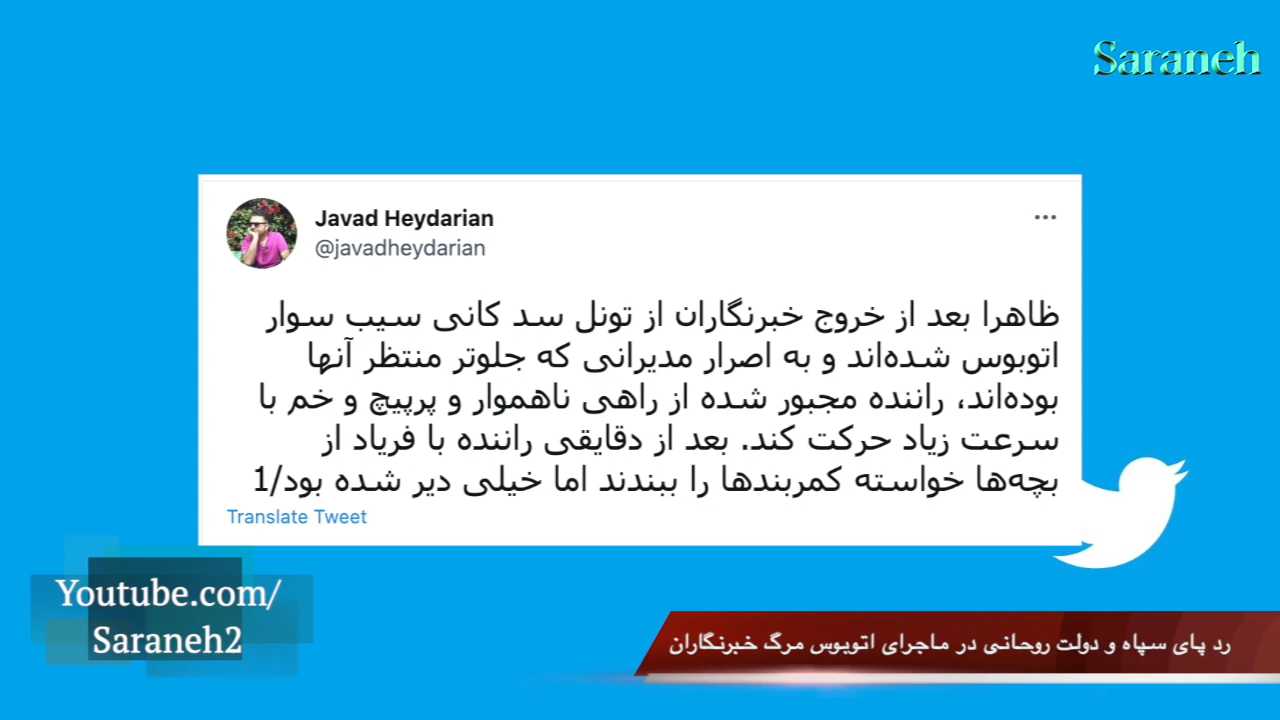 Saraneh
Javad Heydarian
@javadheydarian
ظاهرا بعد از خروج خبرنگاران از تونل سد کانی سیب سوار
اتوبوس شده‌اند و به اصرار مدیرانی که جلوتر منتظر آنها
بوده‌اند، راننده مجبور شده از راهی ناهموار و پرپیچ و خم با
سرعت زیاد حرکت کند. بعد از دقایقی راننده با فریاد از
بچه‌ها خواسته کمربندها را ببندند اما خیلی دیر شده بود/1
Translate Tweet
Youtube.com/
Saraneh2
رد پای سپاه و دولت روحانی در ماجرای اتوبوس مرگ خبرنگاران